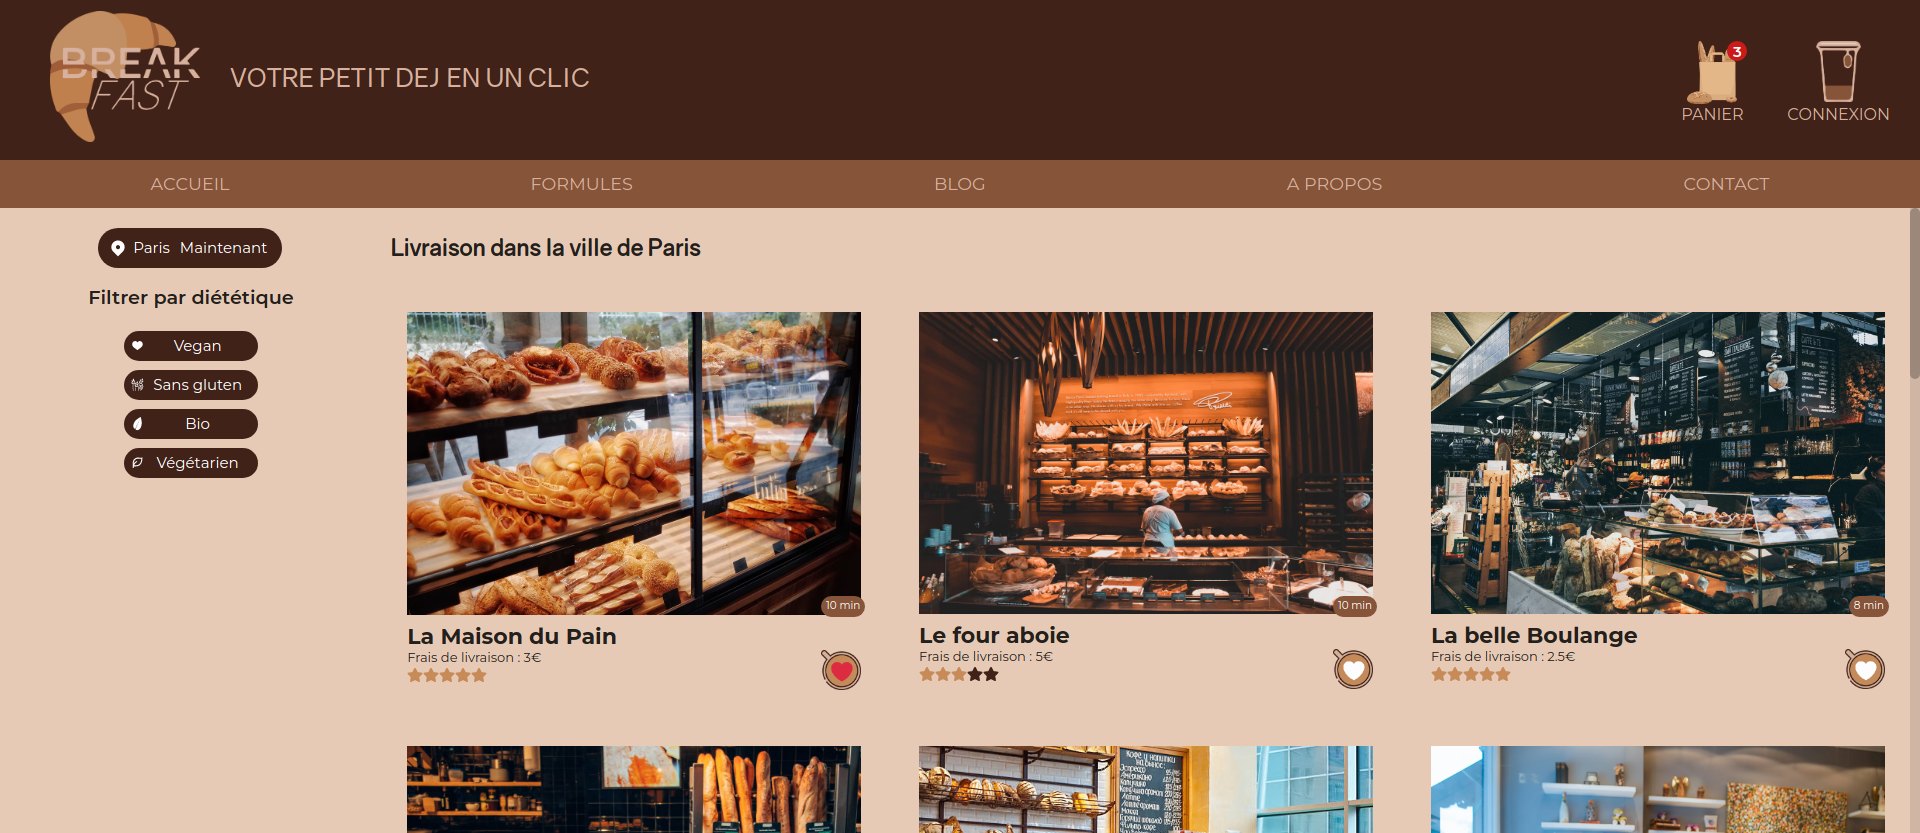 BREAK
FAST
VOTRE PETIT DEJ EN UN CLIC
3
PANIER
CONNEXION
ACCUEIL
FORMULES
BLOG
A PROPOS
CONTACT
Paris Maintenant
Livraison dans la ville de Paris
Filtrer par diététique
Vegan
Sans gluten
Bio
Végétarien
10 min
La Maison du Pain
Frais de livraison : 3€
10 min
Le four aboie
Frais de livraison : 5€
8 min
La belle Boulange
Frais de livraison : 2.5€
Эспрессо
Американо